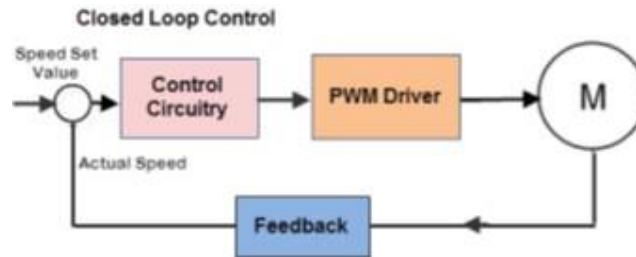 Closed Loop Control
Speed Set
Value
Control
Circuitry
PWM Driver
M
Actual Speed
Feedback